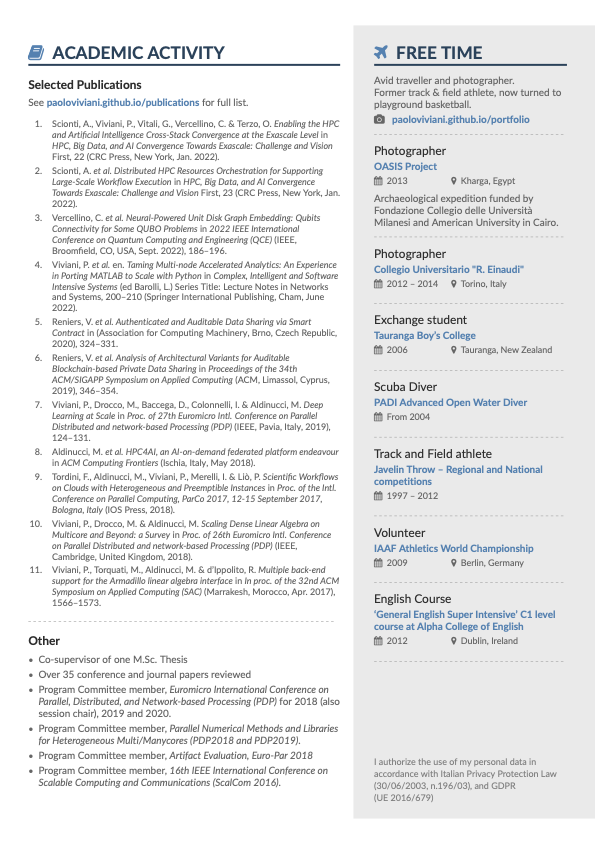 ACADEMIC ACTIVITY
Selected Publications
See paoloviviani.github.io/publications for full list.
1. Scionti, A., Viviani, P., Vitali, G., Vercellino, C. & Terzo, O. Enabling the HPC
and Artificial Intelligence Cross-Stack Convergence at the Exascale Level in
HPC, Big Data, and AI Convergence Towards Exascale: Challenge and Vision
First, 22 (CRC Press, New York, Jan. 2022).
2. Scionti, A. et al. Distributed HPC Resources Orchestration for Supporting
Large-Scale Workflow Execution in HPC, Big Data, and AI Convergence
Towards Exascale: Challenge and Vision First, 23 (CRC Press, New York, Jan.
2022).
3. Vercellino, C. et al. Neural-Powered Unit Disk Graph Embedding: Qubits
Connectivity for Some QUBO Problems in 2022 IEEE International
Conference on Quantum Computing and Engineering (QCE) (IEEE,
Broomfield, CO, USA, Sept. 2022), 186–196.
4. Viviani, P. et al. en. Taming Multi-node Accelerated Analytics: An Experience
in Porting MATLAB to Scale with Python in Complex, Intelligent and Software
Intensive Systems (ed Barolli, L.) Series Title: Lecture Notes in Networks
and Systems, 200–210 (Springer International Publishing, Cham, June
2022).
5. Reniers, V. et al. Authenticated and Auditable Data Sharing via Smart
Contract in (Association for Computing Machinery, Brno, Czech Republic,
2020), 324–331.
6. Reniers, V. et al. Analysis of Architectural Variants for Auditable
Blockchain-based Private Data Sharing in Proceedings of the 34th
ACM/SIGAPP Symposium on Applied Computing (ACM, Limassol, Cyprus,
2019), 346–354.
7. Viviani, P., Drocco, M., Baccega, D., Colonnelli, I. & Aldinucci, M. Deep
Learning at Scale in Proc. of 27th Euromicro Intl. Conference on Parallel
Distributed and network-based Processing (PDP) (IEEE, Pavia, Italy, 2019),
124–131.
8. Aldinucci, M. et al. HPC4AI, an AI-on-demand federated platform endeavour
in ACM Computing Frontiers (Ischia, Italy, May 2018).
9. Tordini, F., Aldinucci, M., Viviani, P., Merelli, I. & Liò, P. Scientific Workflows
on Clouds with Heterogeneous and Preemptible Instances in Proc. of the Intl.
Conference on Parallel Computing, ParCo 2017, 12-15 September 2017,
Bologna, Italy (IOS Press, 2018).
10. Viviani, P., Drocco, M. & Aldinucci, M. Scaling Dense Linear Algebra on
Multicore and Beyond: a Survey in Proc. of 26th Euromicro Intl. Conference
on Parallel Distributed and network-based Processing (PDP) (IEEE,
Cambridge, United Kingdom, 2018).
11. Viviani, P., Torquati, M., Aldinucci, M. & d'Ippolito, R. Multiple back-end
support for the Armadillo linear algebra interface in In proc. of the 32nd ACM
Symposium on Applied Computing (SAC) (Marrakesh, Morocco, Apr. 2017),
1566–1573.
Other
• Co-supervisor of one M.Sc. Thesis
• Over 35 conference and journal papers reviewed
• Program Committee member, Euromicro International Conference on
Parallel, Distributed, and Network-based Processing (PDP) for 2018 (also
session chair), 2019 and 2020.
• Program Committee member, Parallel Numerical Methods and Libraries
for Heterogeneous Multi/Manycores (PDP2018 and PDP2019).
• Program Committee member, Artifact Evaluation, Euro-Par 2018
• Program Committee member, 16th IEEE International Conference on
Scalable Computing and Communications (ScalCom 2016).
FREE TIME
Avid traveller and photographer.
Former track & field athlete, now turned to
playground basketball.
paoloviviani.github.io/portfolio
Photographer
OASIS Project
2013 Kharga, Egypt
Archaeological expedition funded by
Fondazione Collegio delle Università
Milanesi and American University in Cairo.
Photographer
Collegio Universitario "R. Einaudi"
2012 – 2014 Torino, Italy
Exchange student
Tauranga Boy's College
2006 Tauranga, New Zealand
Scuba Diver
PADI Advanced Open Water Diver
From 2004
Track and Field athlete
Javelin Throw – Regional and National
competitions
1997 – 2012
Volunteer
IAAF Athletics World Championship
2009 Berlin, Germany
English Course
‘General English Super Intensive’ C1 level
course at Alpha College of English
2012 Dublin, Ireland
I authorize the use of my personal data in
accordance with Italian Privacy Protection Law
(30/06/2003, n.196/03), and GDPR
(UE 2016/679)